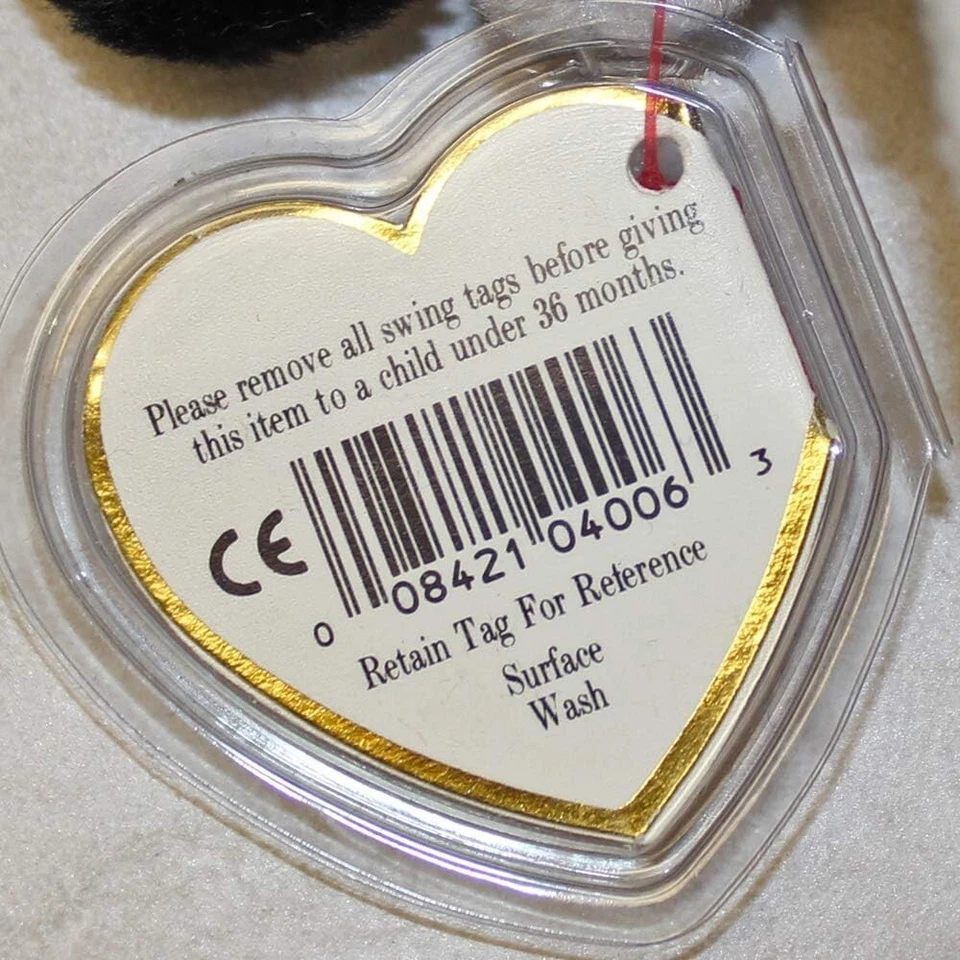 Please remove all swing tags before giving
this item to a child under 36 months.
CE
0 08421 04006 3
Retain Tag For Reference
Surface
Wash